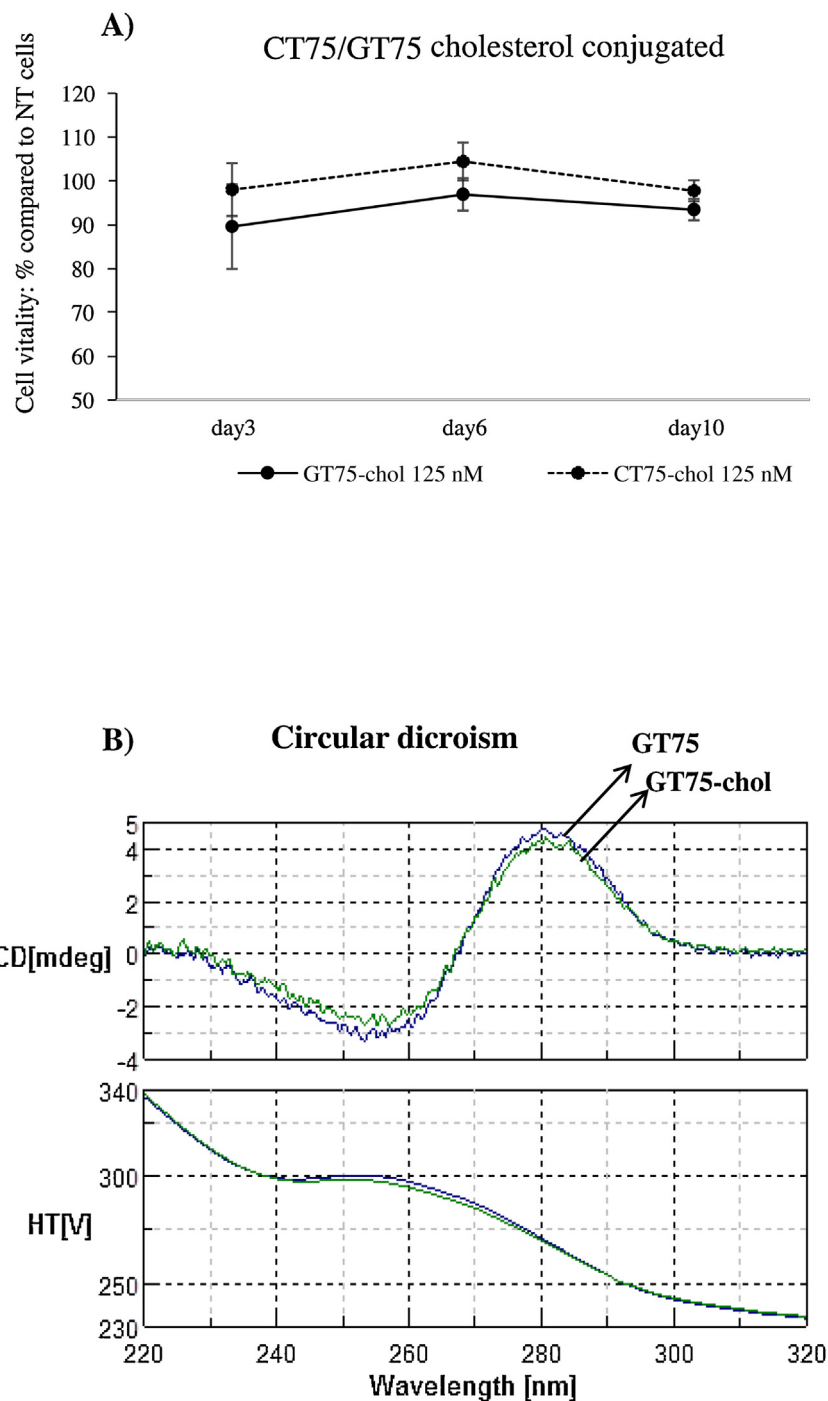 A)
CT75/GT75 cholesterol conjugated
Cell vitality: % compared to NT cells
120
110
100
90
80
70
60
50
day3 day6 day10
GT75-chol 125 nM CT75-chol 125 nM
B) Circular dicroism
GT75
GT75-chol
5
4
2
CD[mdeg] 0
-2
-4
340
300
HT[V]
250
230
220 240 260 280 300 320
Wavelength [nm]